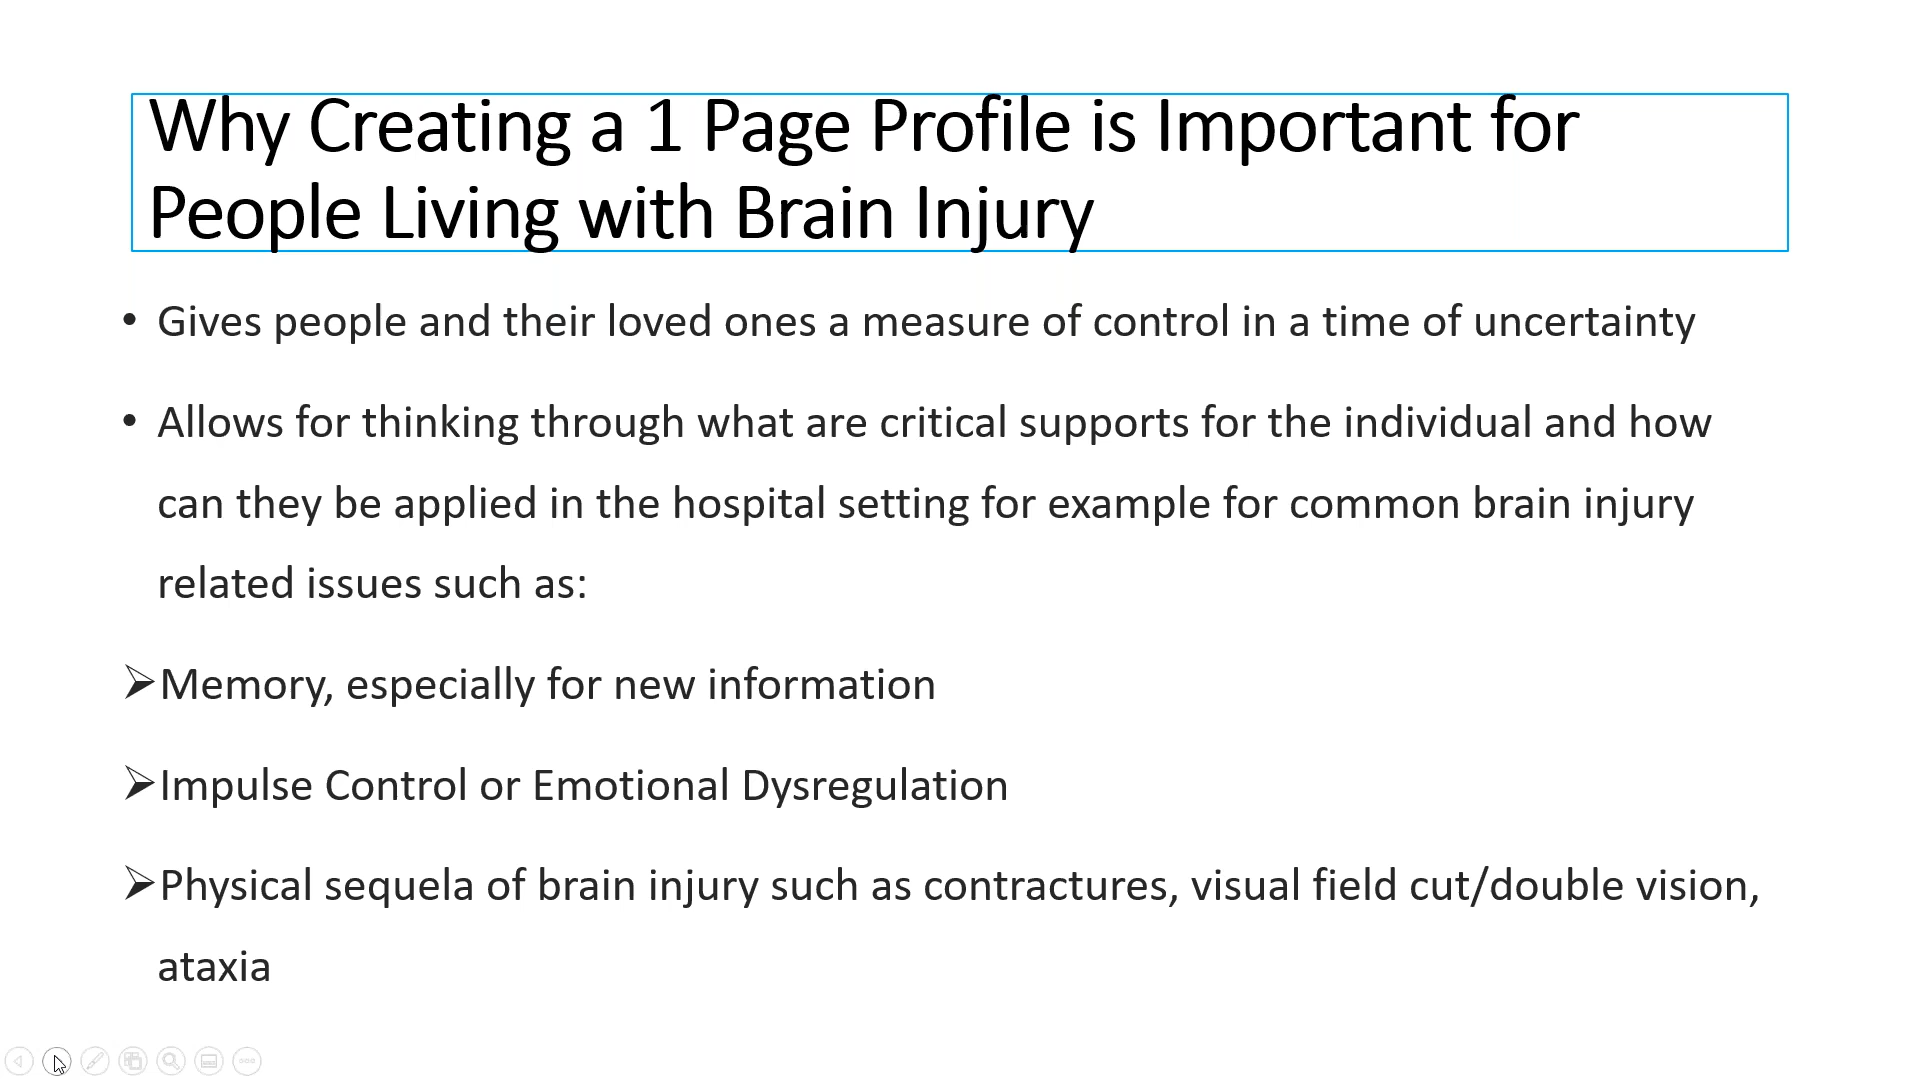 Why Creating a 1 Page Profile is Important for
People Living with Brain Injury
• Gives people and their loved ones a measure of control in a time of uncertainty
• Allows for thinking through what are critical supports for the individual and how
can they be applied in the hospital setting for example for common brain injury
related issues such as:
➢Memory, especially for new information
➢Impulse Control or Emotional Dysregulation
➢Physical sequela of brain injury such as contractures, visual field cut/double vision,
ataxia